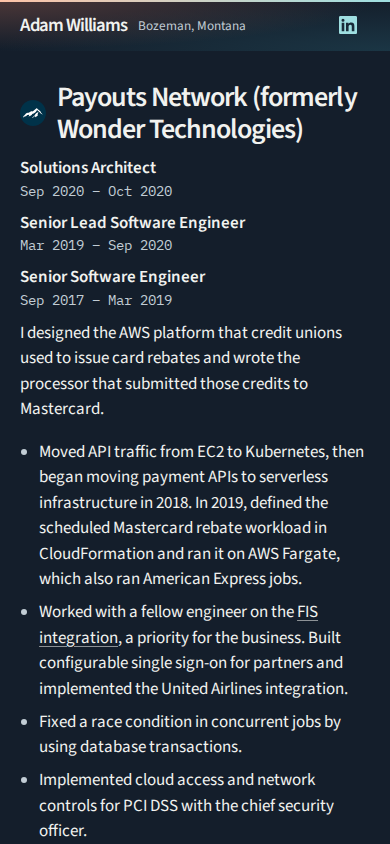 Adam Williams Bozeman, Montana
Payouts Network (formerly
Wonder Technologies)
Solutions Architect
Sep 2020 – Oct 2020
Senior Lead Software Engineer
Mar 2019 – Sep 2020
Senior Software Engineer
Sep 2017 – Mar 2019
I designed the AWS platform that credit unions
used to issue card rebates and wrote the
processor that submitted those credits to
Mastercard.
• Moved API traffic from EC2 to Kubernetes, then
began moving payment APIs to serverless
infrastructure in 2018. In 2019, defined the
scheduled Mastercard rebate workload in
CloudFormation and ran it on AWS Fargate,
which also ran American Express jobs.
• Worked with a fellow engineer on the FIS
integration, a priority for the business. Built
configurable single sign-on for partners and
implemented the United Airlines integration.
• Fixed a race condition in concurrent jobs by
using database transactions.
• Implemented cloud access and network
controls for PCI DSS with the chief security
officer.